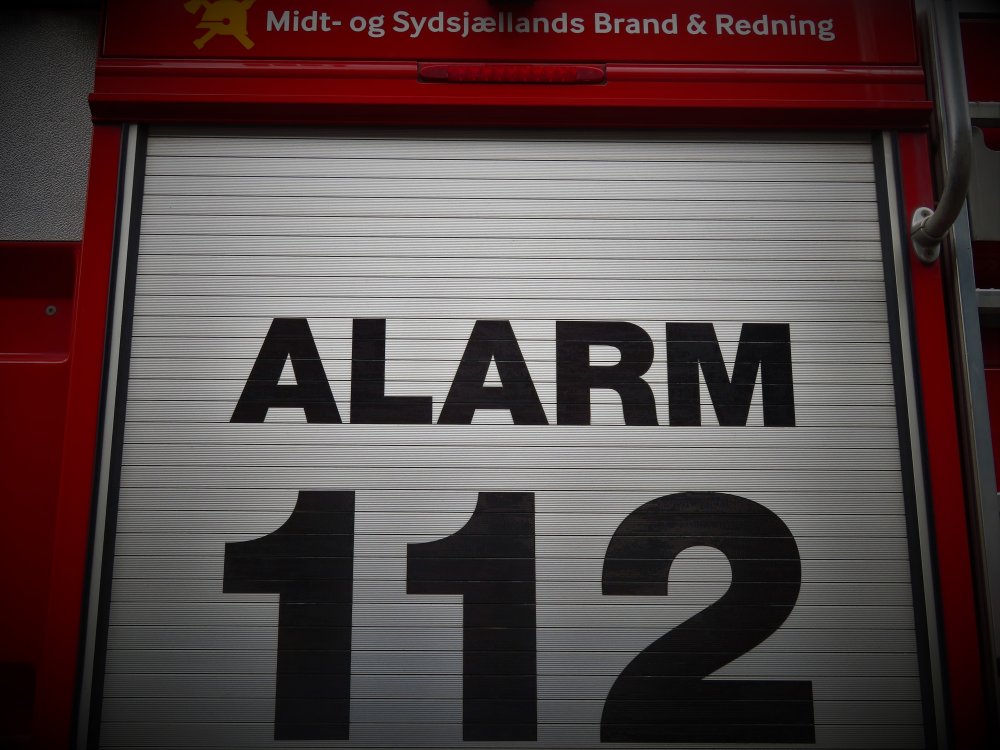 Midt- og Sydsjællands Brand & Redning
ALARM
112